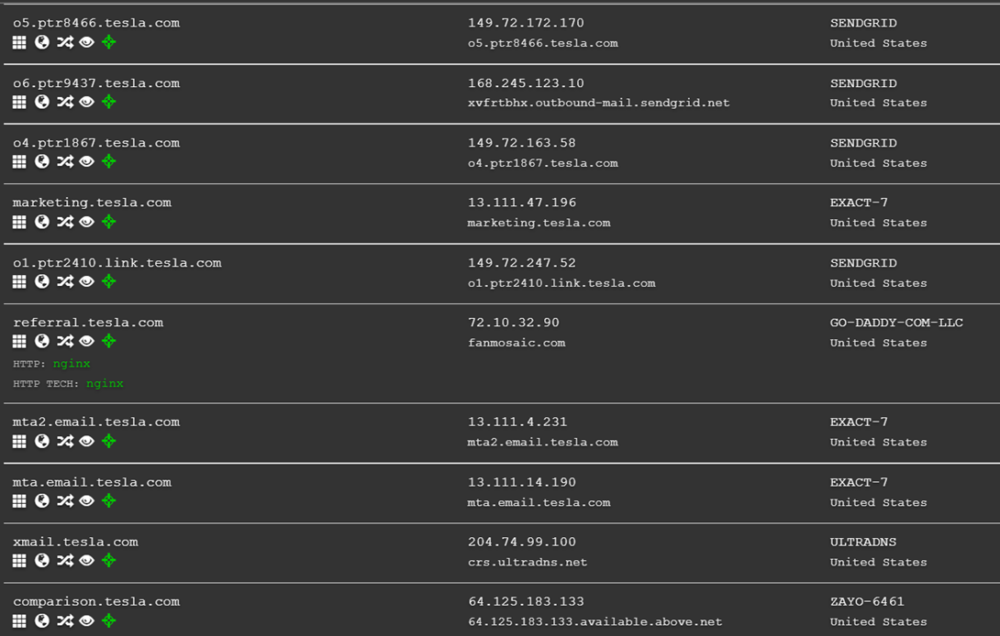 o5.ptr8466.tesla.com 149.72.172.170 SENDGRID
o5.ptr8466.tesla.com United States
o6.ptr9437.tesla.com 168.245.123.10 SENDGRID
xvfrtbhx.outbound-mail.sendgrid.net United States
o4.ptr1867.tesla.com 149.72.163.58 SENDGRID
o4.ptr1867.tesla.com United States
marketing.tesla.com 13.111.47.196 EXACT-7
marketing.tesla.com United States
o1.ptr2410.link.tesla.com 149.72.247.52 SENDGRID
o1.ptr2410.link.tesla.com United States
referral.tesla.com 72.10.32.90 GO-DADDY-COM-LLC
fanmosaic.com United States
HTTP: nginx
HTTP TECH: nginx
mta2.email.tesla.com 13.111.4.231 EXACT-7
mta2.email.tesla.com United States
mta.email.tesla.com 13.111.14.190 EXACT-7
mta.email.tesla.com United States
xmail.tesla.com 204.74.99.100 ULTRADNS
crs.ultradns.net United States
comparison.tesla.com 64.125.183.133 ZAYO-6461
64.125.183.133.available.above.net United States